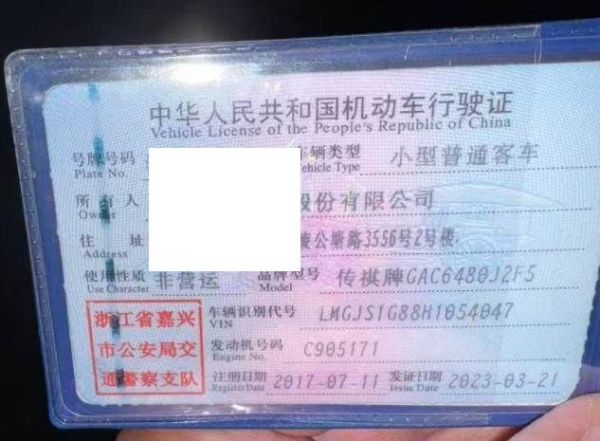 中华人民共和国机动车行驶证
Vehicle License of the People's Republic of China
号牌号码 车辆类型 小型普通客车
Plate No. Vehicle Type
所有人 股份有限公司
Owner
住 址 公塘路3556号2号楼
Address
使用性质 非营运 品牌型号 传祺牌GAC6480J2F5
Use Character Model
浙江省嘉兴 车辆识别代号 LMGJS1G88H1054047
VIN
市公安局交 发动机号码 C905171
Engine No.
通警察支队 注册日期 2017-07-11 发证日期 2023-03-21
Register Date Issue Date